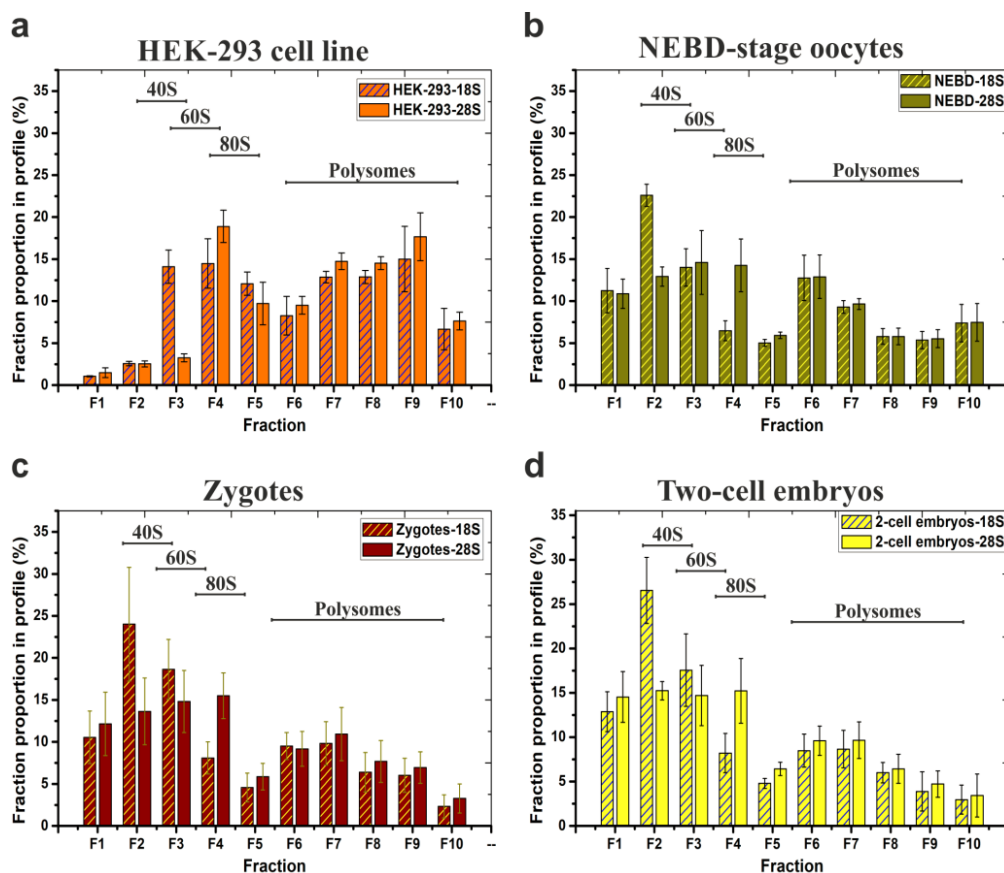 a
HEK-293 cell line
Fraction proportion in profile (%)
35
30
25
20
15
10
5
0
40S
60S
80S
Polysomes
HEK-293-18S
HEK-293-28S
F1 F2 F3 F4 F5 F6 F7 F8 F9 F10 --
Fraction
b
NEBD-stage oocytes
Fraction proportion in profile (%)
35
30
25
20
15
10
5
0
40S
60S
80S
Polysomes
NEBD-18S
NEBD-28S
F1 F2 F3 F4 F5 F6 F7 F8 F9 F10
Fraction
c
Zygotes
Fraction proportion in profile (%)
35
30
25
20
15
10
5
0
40S
60S
80S
Polysomes
Zygotes-18S
Zygotes-28S
F1 F2 F3 F4 F5 F6 F7 F8 F9 F10 --
Fraction
d
Two-cell embryos
Fraction proportion in profile (%)
35
30
25
20
15
10
5
0
40S
60S
80S
Polysomes
2-cell embryos-18S
2-cell embryos-28S
F1 F2 F3 F4 F5 F6 F7 F8 F9 F10
Fraction